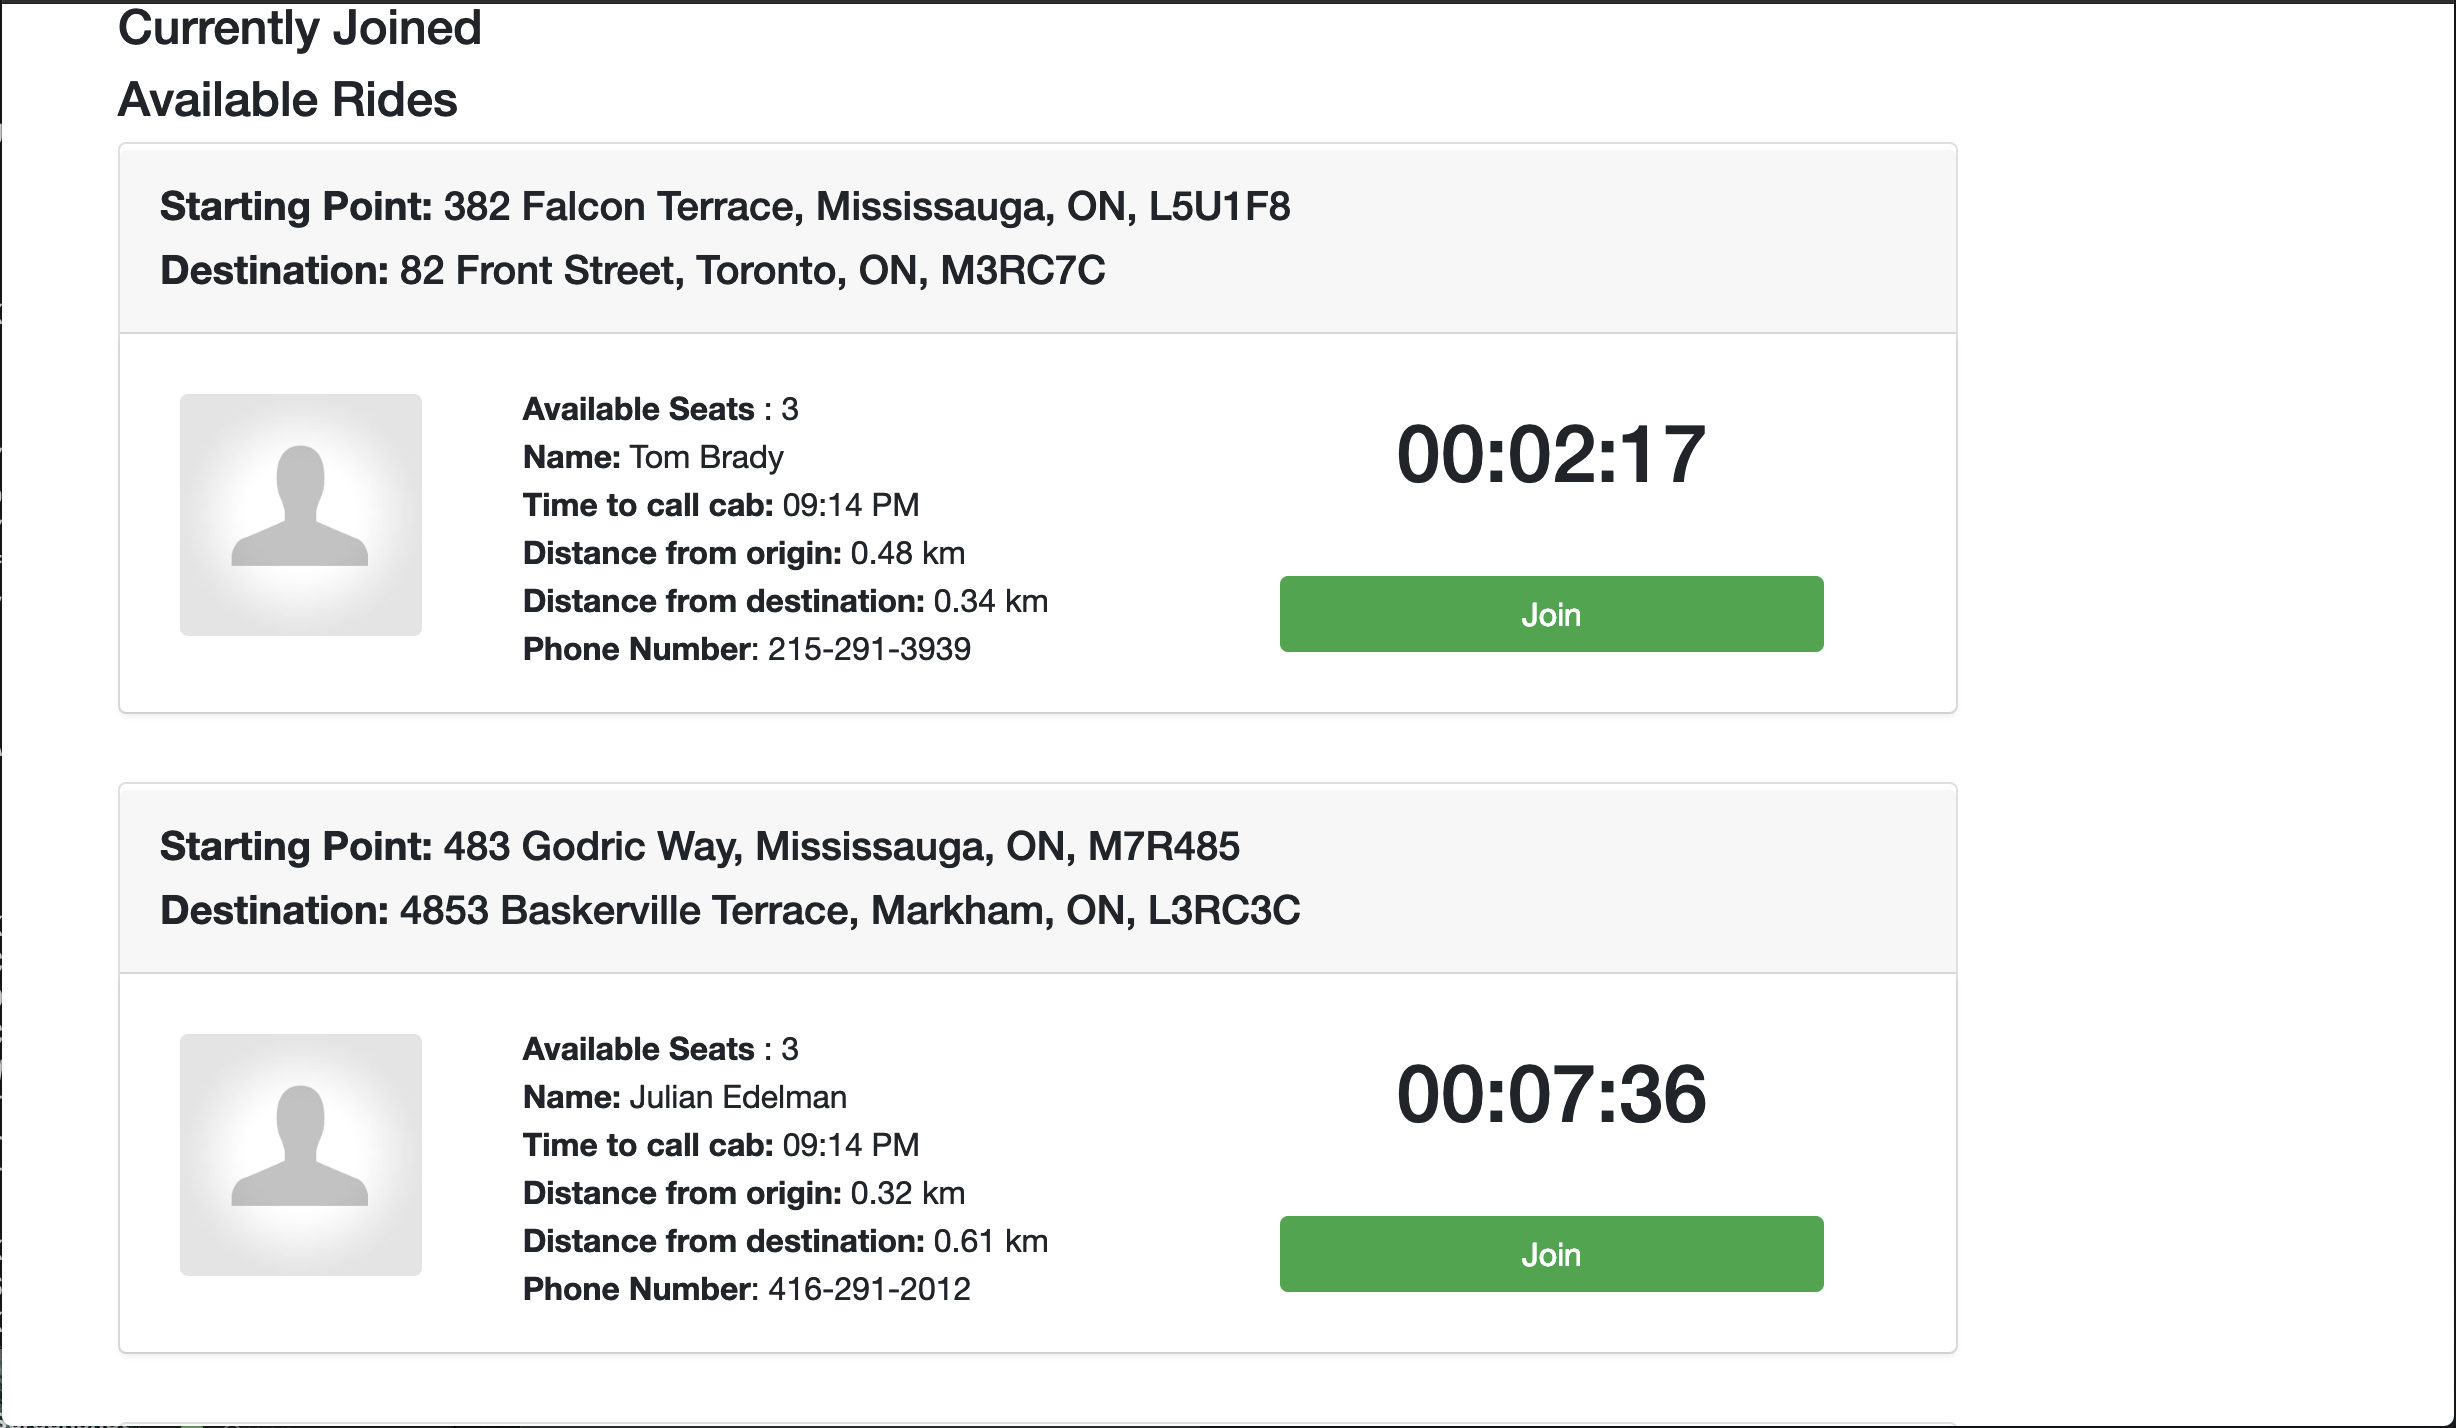 Currently Joined
Available Rides
Starting Point: 382 Falcon Terrace, Mississauga, ON, L5U1F8
Destination: 82 Front Street, Toronto, ON, M3RC7C
Available Seats : 3
Name: Tom Brady
Time to call cab: 09:14 PM
Distance from origin: 0.48 km
Distance from destination: 0.34 km
Phone Number: 215-291-3939
00:02:17
Join
Starting Point: 483 Godric Way, Mississauga, ON, M7R485
Destination: 4853 Baskerville Terrace, Markham, ON, L3RC3C
Available Seats : 3
Name: Julian Edelman
Time to call cab: 09:14 PM
Distance from origin: 0.32 km
Distance from destination: 0.61 km
Phone Number: 416-291-2012
00:07:36
Join